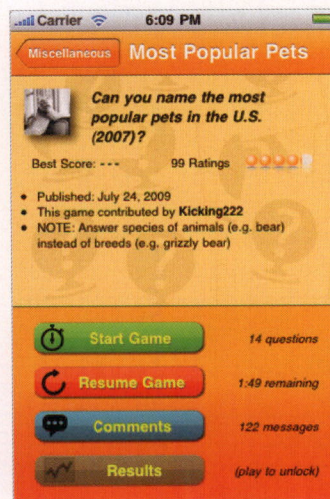 Carrier 6:09 PM
Miscellaneous Most Popular Pets
Can you name the most
popular pets in the U.S.
(2007)?
Best Score: - - - 99 Ratings
• Published: July 24, 2009
• This game contributed by Kicking222
• NOTE: Answer species of animals (e.g. bear)
instead of breeds (e.g. grizzly bear)
Start Game 14 questions
Resume Game 1:49 remaining
Comments 122 messages
Results (play to unlock)